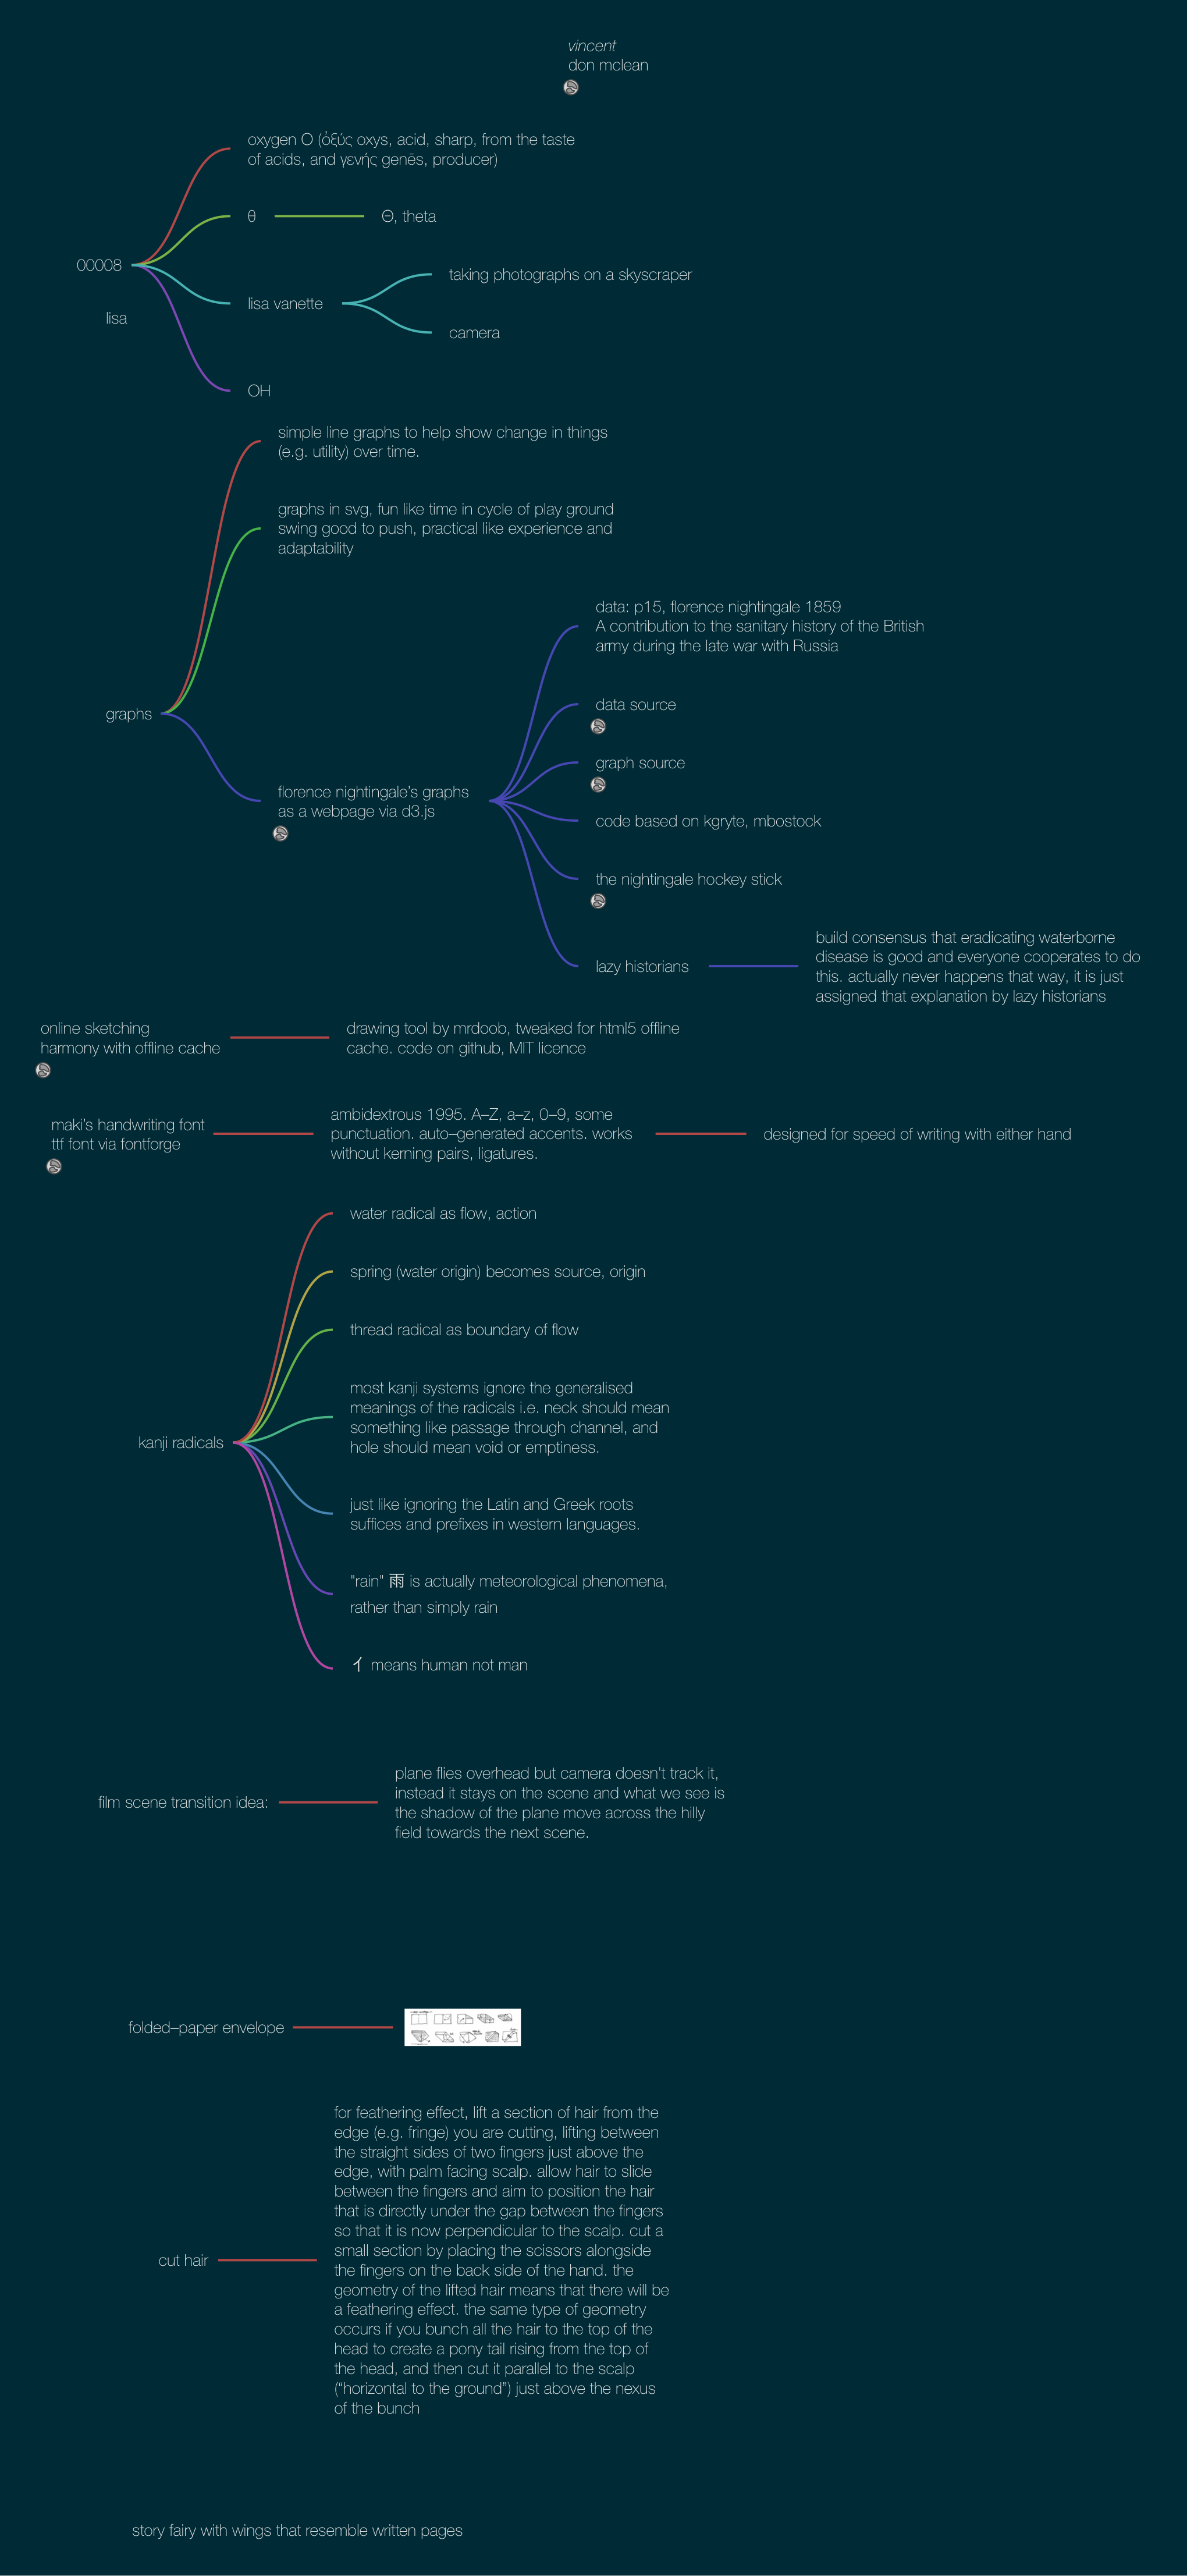 vincent
don mclean
oxygen O (ὀξύς oxys, acid, sharp, from the taste
of acids, and γενής genēs, producer)
θ
Θ, theta
00008
taking photographs on a skyscraper
lisa vanette
lisa
camera
OH
simple line graphs to help show change in things
(e.g. utility) over time.
graphs in svg, fun like time in cycle of play ground
swing good to push, practical like experience and
adaptability
data: p15, florence nightingale 1859
A contribution to the sanitary history of the British
army during the late war with Russia
data source
graphs
graph source
florence nightingale's graphs
as a webpage via d3.js
code based on kgryte, mbostock
the nightingale hockey stick
lazy historians
build consensus that eradicating waterborne
disease is good and everyone cooperates to do
this. actually never happens that way, it is just
assigned that explanation by lazy historians
online sketching
harmony with offline cache
drawing tool by mrdoob, tweaked for html5 offline
cache. code on github, MIT licence
maki's handwriting font
ttf font via fontforge
ambidextrous 1995. A–Z, a–z, 0–9, some
punctuation. auto–generated accents. works
without kerning pairs, ligatures.
designed for speed of writing with either hand
water radical as flow, action
spring (water origin) becomes source, origin
thread radical as boundary of flow
most kanji systems ignore the generalised
meanings of the radicals i.e. neck should mean
something like passage through channel, and
hole should mean void or emptiness.
kanji radicals
just like ignoring the Latin and Greek roots
suffices and prefixes in western languages.
"rain" 雨 is actually meteorological phenomena,
rather than simply rain
亻 means human not man
film scene transition idea:
plane flies overhead but camera doesn't track it,
instead it stays on the scene and what we see is
the shadow of the plane move across the hilly
field towards the next scene.
folded–paper envelope
cut hair
for feathering effect, lift a section of hair from the
edge (e.g. fringe) you are cutting, lifting between
the straight sides of two fingers just above the
edge, with palm facing scalp. allow hair to slide
between the fingers and aim to position the hair
that is directly under the gap between the fingers
so that it is now perpendicular to the scalp. cut a
small section by placing the scissors alongside
the fingers on the back side of the hand. the
geometry of the lifted hair means that there will be
a feathering effect. the same type of geometry
occurs if you bunch all the hair to the top of the
head to create a pony tail rising from the top of
the head, and then cut it parallel to the scalp
(“horizontal to the ground”) just above the nexus
of the bunch
story fairy with wings that resemble written pages